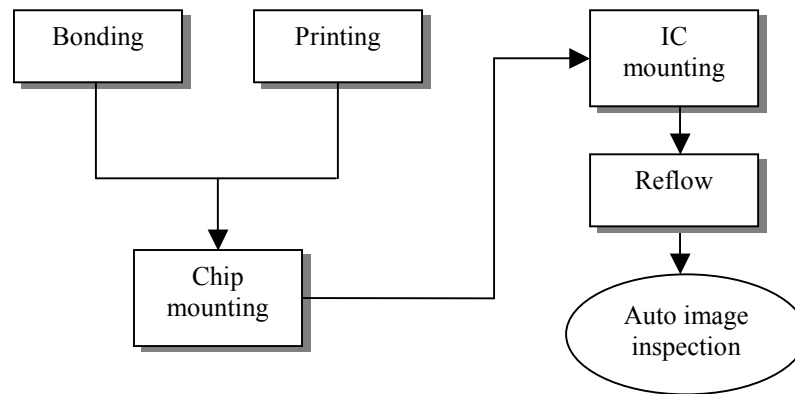 Bonding
Printing
Chip
mounting
IC
mounting
Reflow
Auto image
inspection